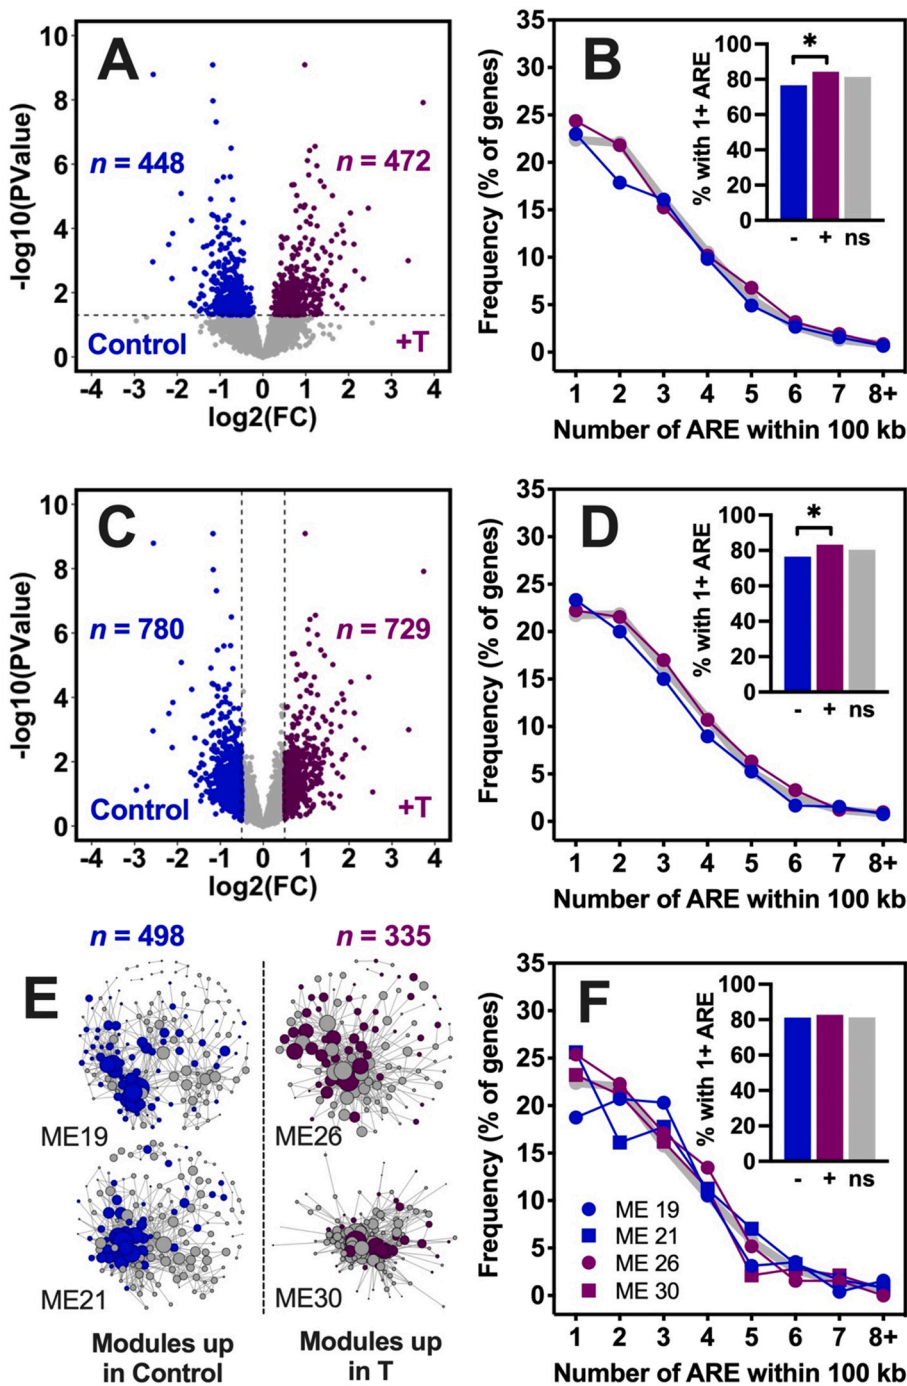 A
n = 448
n = 472
Control
+T
10
8
6
4
2
0
-log10(PValue)
-4 -3 -2 -1 0 1 2 3 4
log2(FC)
B
35
30
25
20
15
10
5
0
Frequency (% of genes)
1 2 3 4 5 6 7 8+
Number of ARE within 100 kb
100
80
60
40
20
0
% with 1+ ARE
*
- + ns
C
n = 780
n = 729
Control
+T
10
8
6
4
2
0
-log10(PValue)
-4 -3 -2 -1 0 1 2 3 4
log2(FC)
D
35
30
25
20
15
10
5
0
Frequency (% of genes)
1 2 3 4 5 6 7 8+
Number of ARE within 100 kb
100
80
60
40
20
0
% with 1+ ARE
*
- + ns
n = 498
n = 335
E
ME19
ME26
ME21
ME30
Modules up
in Control
Modules up
in T
F
35
30
25
20
15
10
5
0
Frequency (% of genes)
1 2 3 4 5 6 7 8+
Number of ARE within 100 kb
100
80
60
40
20
0
% with 1+ ARE
- + ns
ME 19
ME 21
ME 26
ME 30